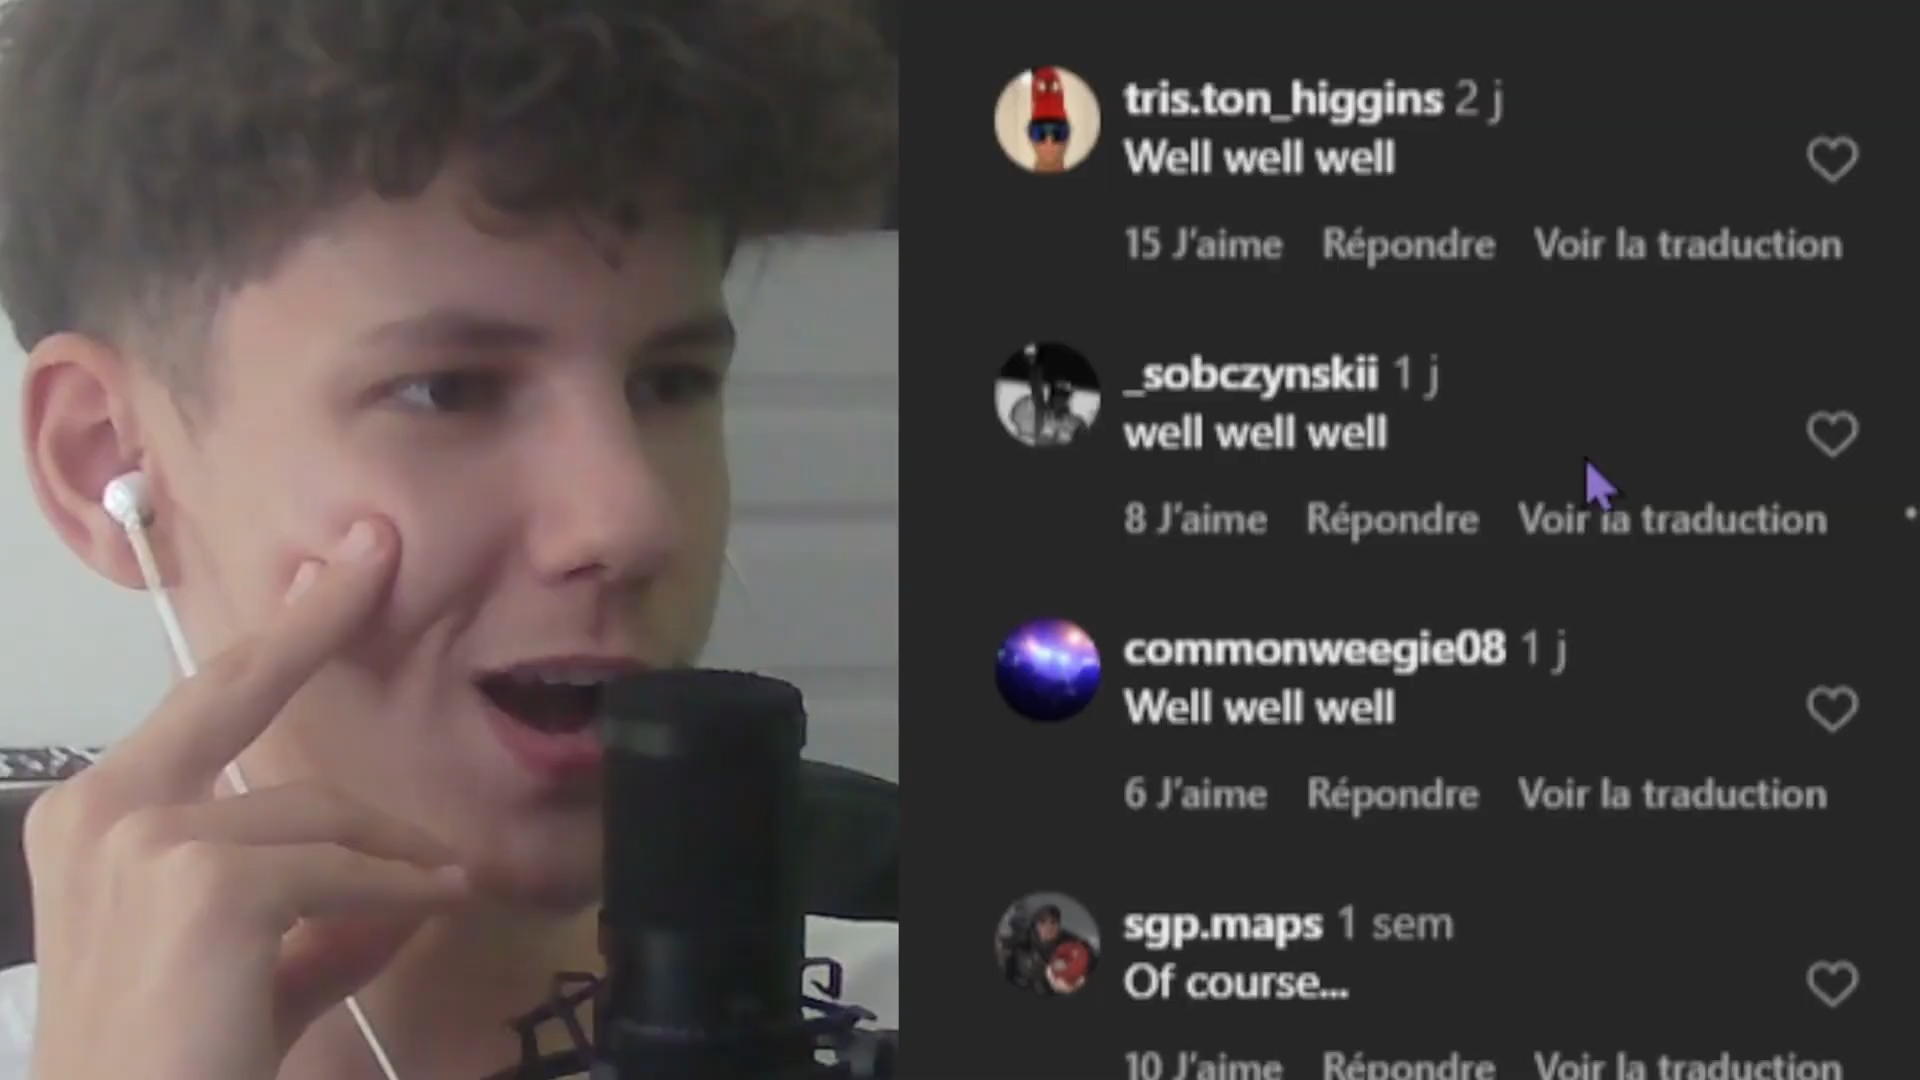 tris.ton_higgins 2 j
Well well well
15 J'aime Répondre Voir la traduction
_sobczynskii 1 j
well well well
8 J'aime Répondre Voir la traduction
commonweegie08 1 j
Well well well
6 J'aime Répondre Voir la traduction
sgp.maps 1 sem
Of course...
10 J'aime Répondre Voir la traduction